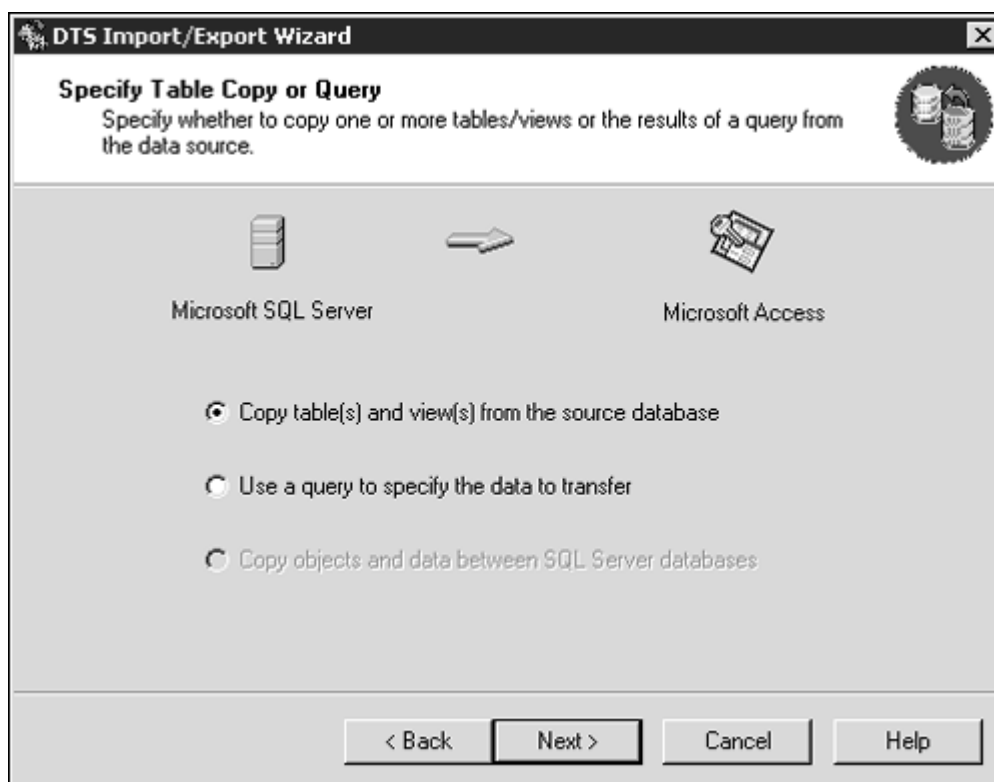 DTS Import/Export Wizard
Specify Table Copy or Query
Specify whether to copy one or more tables/views or the results of a query from
the data source.
Microsoft SQL Server
Microsoft Access
Copy table(s) and view(s) from the source database
Use a query to specify the data to transfer
Copy objects and data between SQL Server databases
< Back
Next >
Cancel
Help